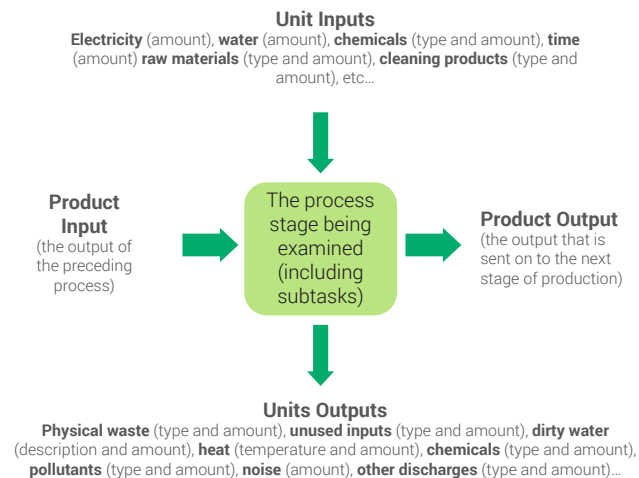 Unit Inputs
Electricity (amount), water (amount), chemicals (type and amount), time
(amount) raw materials (type and amount), cleaning products (type and
amount), etc…
Product
Input
(the output of
the preceding
process)
The process
stage being
examined
(including
subtasks)
Product Output
(the output that is
sent on to the next
stage of production)
Units Outputs
Physical waste (type and amount), unused inputs (type and amount), dirty water
(description and amount), heat (temperature and amount), chemicals (type and amount),
pollutants (type and amount), noise (amount), other discharges (type and amount)…